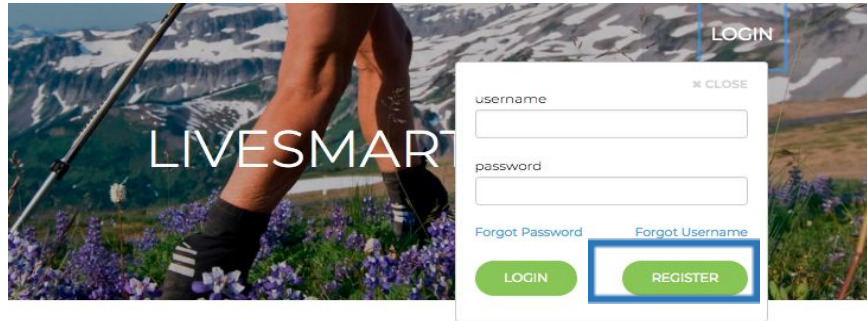 LOGIN
✖ CLOSE
username
LIVESMART
password
Forgot Password Forgot Username
LOGIN REGISTER